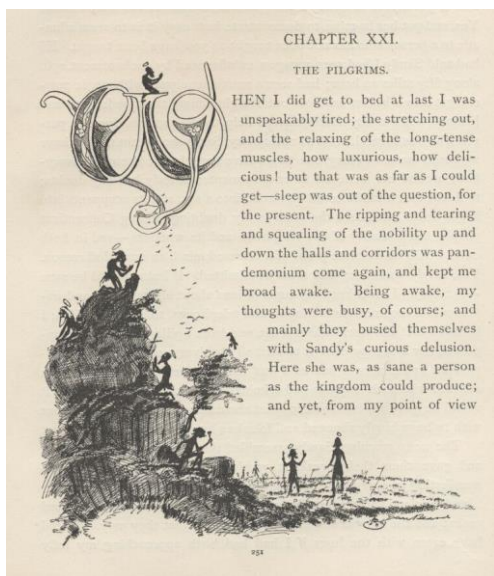 CHAPTER XXI.
THE PILGRIMS.
WHEN I did get to bed at last I was
unspeakably tired; the stretching out,
and the relaxing of the long-tense
muscles, how luxurious, how deli-
cious! but that was as far as I could
get—sleep was out of the question, for
the present. The ripping and tearing
and squealing of the nobility up and
down the halls and corridors was pan-
demonium come again, and kept me
broad awake. Being awake, my
thoughts were busy, of course; and
mainly they busied themselves
with Sandy's curious delusion.
Here she was, as sane a person
as the kingdom could produce;
and yet, from my point of view
252